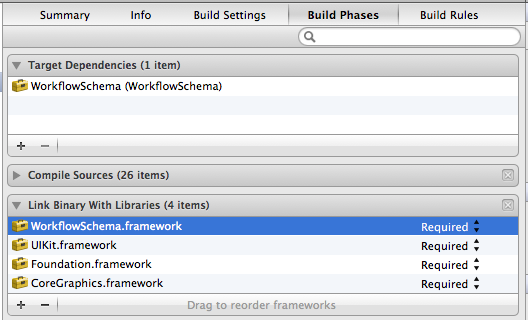 Summary Info Build Settings Build Phases Build Rules
Target Dependencies (1 item)
WorkflowSchema (WorkflowSchema)
Compile Sources (26 items)
Link Binary With Libraries (4 items)
WorkflowSchema.framework Required
UIKit.framework Required
Foundation.framework Required
CoreGraphics.framework Required
Drag to reorder frameworks